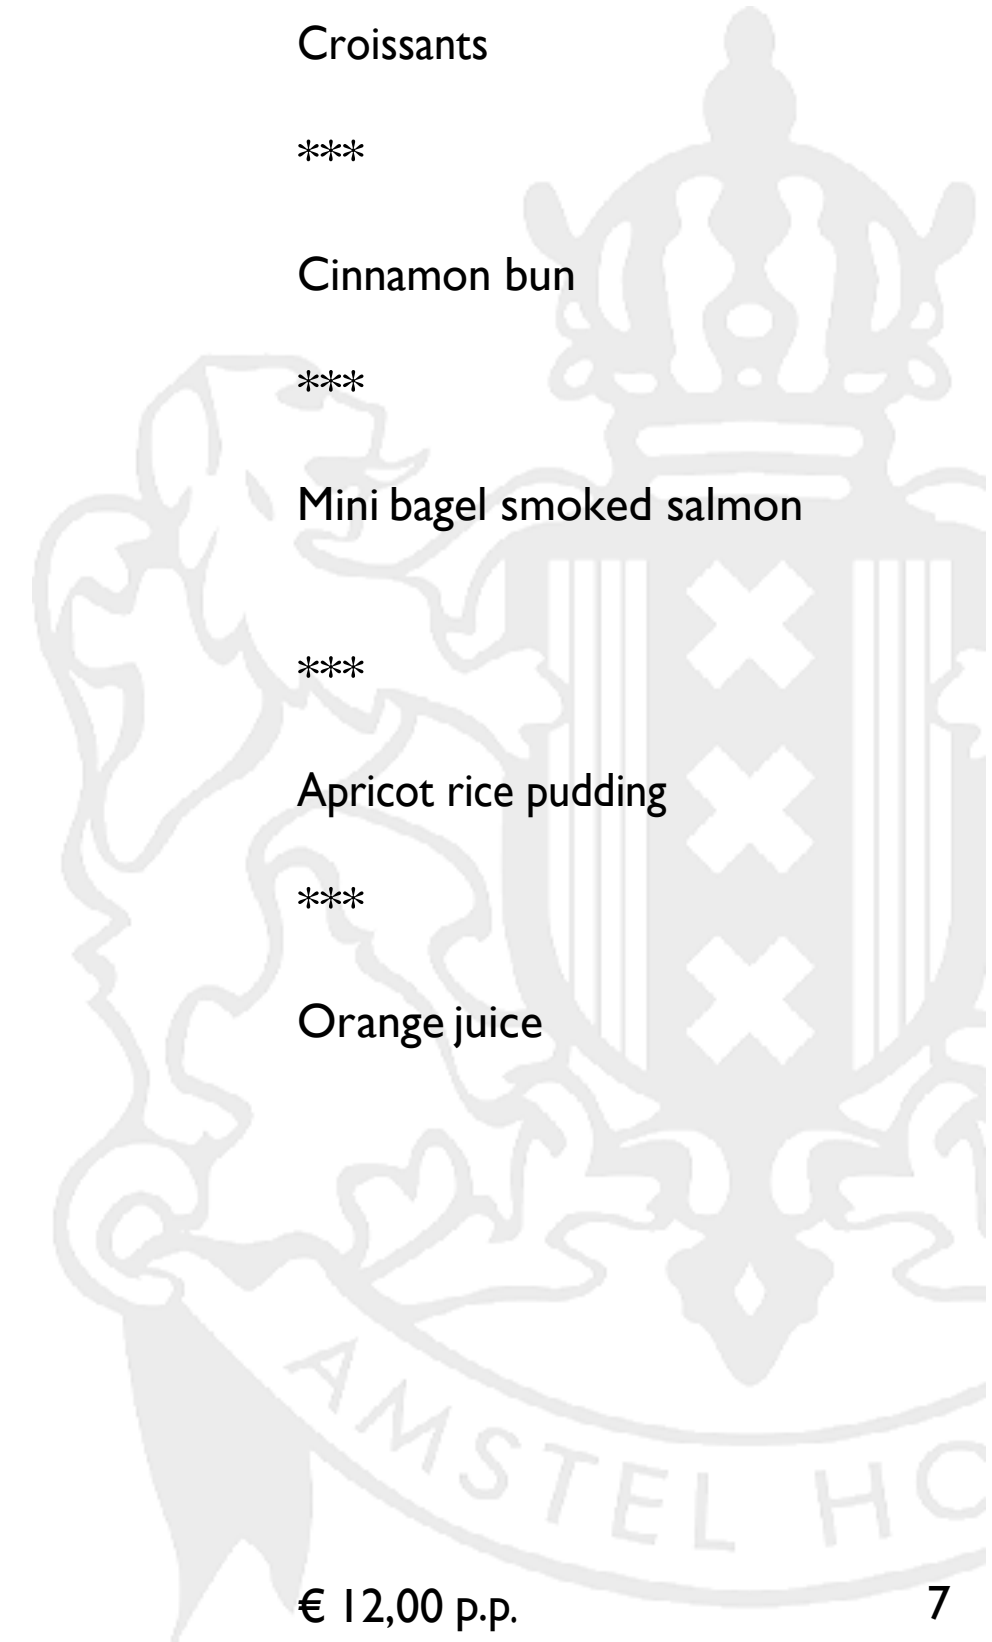 Croissants
***
Cinnamon bun
***
Mini bagel smoked salmon
***
Apricot rice pudding
***
Orange juice
AMSTEL HO
€ 12,00 p.p.
7